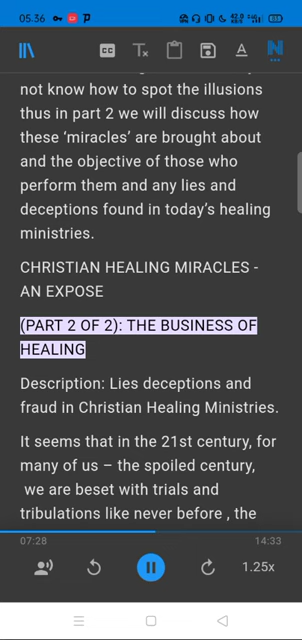 05.36
not know how to spot the illusions
thus in part 2 we will discuss how
these ‘miracles’ are brought about
and the objective of those who
perform them and any lies and
deceptions found in today’s healing
ministries.
CHRISTIAN HEALING MIRACLES -
AN EXPOSE
(PART 2 OF 2): THE BUSINESS OF
HEALING
Description: Lies deceptions and
fraud in Christian Healing Ministries.
It seems that in the 21st century, for
many of us – the spoiled century,
we are beset with trials and
tribulations like never before , the
07:28 14:33
1.25x